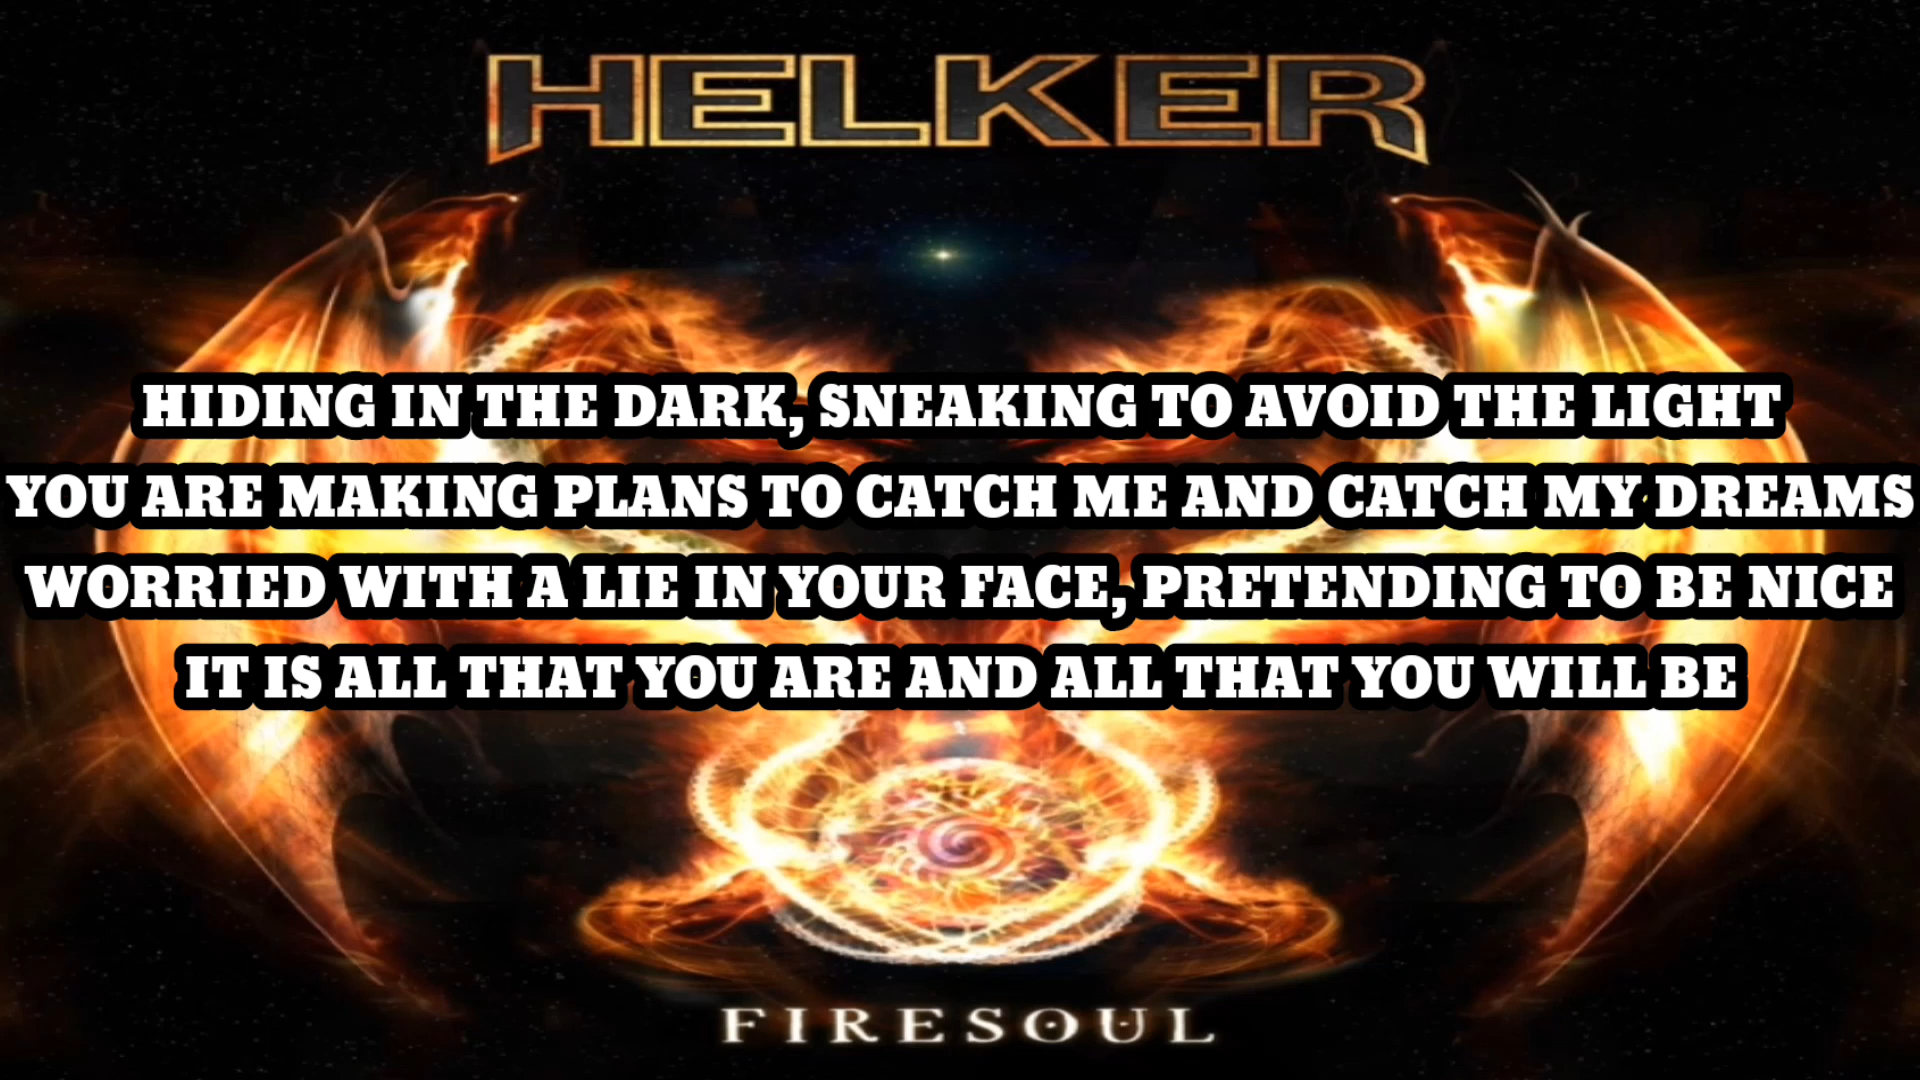 HELKER
HIDING IN THE DARK, SNEAKING TO AVOID THE LIGHT
YOU ARE MAKING PLANS TO CATCH ME AND CATCH MY DREAMS
WORRIED WITH A LIE IN YOUR FACE, PRETENDING TO BE NICE
IT IS ALL THAT YOU ARE AND ALL THAT YOU WILL BE
FIRESOUL